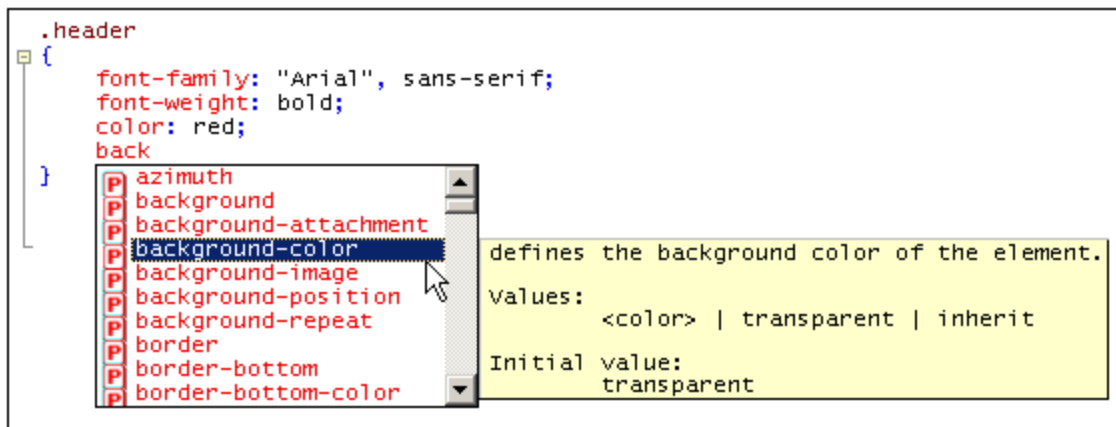 .header
{
font-family: "Arial", sans-serif;
font-weight: bold;
color: red;
back
}
P azimuth
P background
P background-attachment
P background-color
P background-image
P background-position
P background-repeat
P border
P border-bottom
P border-bottom-color
defines the background color of the element.
Values:
<color> | transparent | inherit
Initial value:
transparent